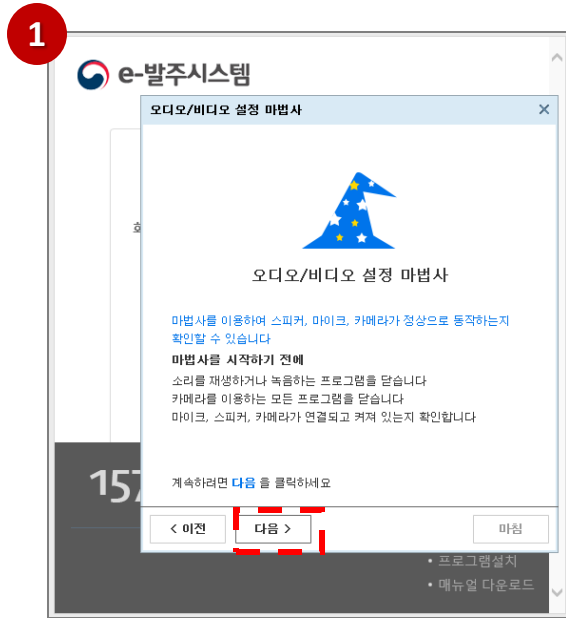 1
e-발주시스템
오디오/비디오 설정 마법사
오디오/비디오 설정 마법사
마법사를 이용하여 스피커, 마이크, 카메라가 정상으로 동작하는지
확인할 수 있습니다
마법사를 시작하기 전에
소리를 재생하거나 녹음하는 프로그램을 닫습니다
카메라를 이용하는 모든 프로그램을 닫습니다
마이크, 스피커, 카메라가 연결되고 켜져 있는지 확인합니다
157
계속하려면 다음 을 클릭하세요
< 이전 다음 > 마침
• 프로그램설치
• 매뉴얼 다운로드